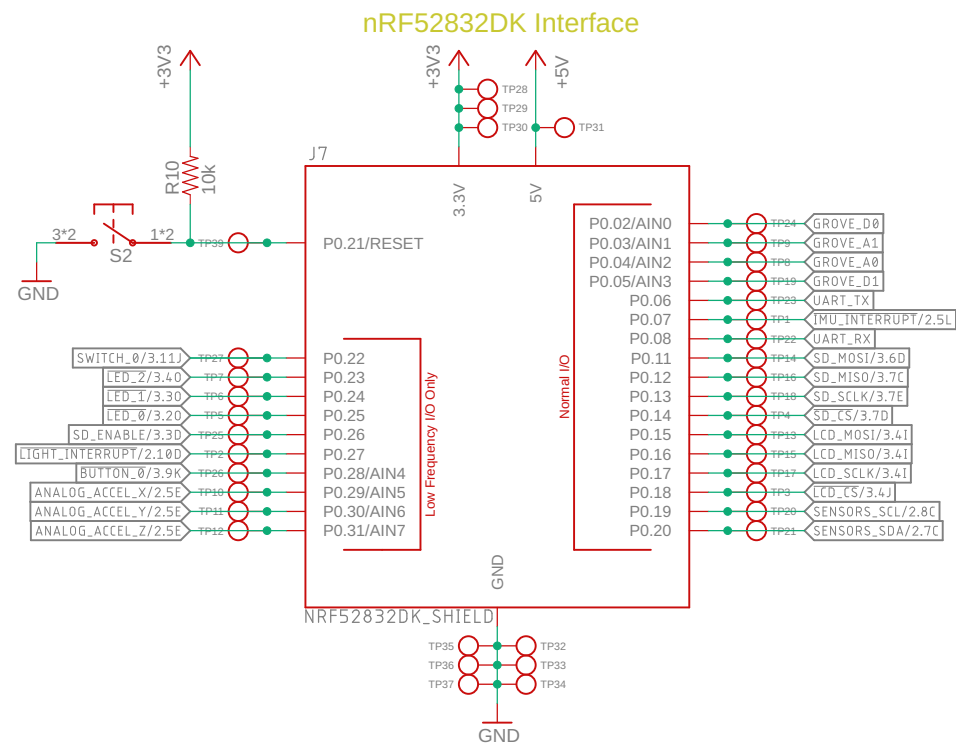 nRF52832DK Interface
+3V3
+3V3
+5V
TP28
TP29
TP30
TP31
J7
R10
10k
3.3V
5V
3*2
1*2
S2
GND
TP39
P0.21/RESET
P0.02/AIN0 TP24 GROVE_D0
P0.03/AIN1 TP9 GROVE_A1
P0.04/AIN2 TP8 GROVE_A0
P0.05/AIN3 TP19 GROVE_D1
P0.06 TP23 UART_TX
P0.07 TP1 IMU_INTERRUPT/2.5L
P0.08 TP22 UART_RX
P0.11 TP14 SD_MOSI/3.6D
P0.12 TP16 SD_MISO/3.7C
P0.13 TP18 SD_SCLK/3.7E
P0.14 TP4 SD_CS/3.7D
P0.15 TP13 LCD_MOSI/3.4I
P0.16 TP15 LCD_MISO/3.4I
P0.17 TP17 LCD_SCLK/3.4I
P0.18 TP3 LCD_CS/3.4J
P0.19 TP20 SENSORS_SCL/2.8C
P0.20 TP21 SENSORS_SDA/2.7C
Normal I/O
SWITCH_0/3.11J TP27 P0.22
LED_2/3.4O TP7 P0.23
LED_1/3.3O TP6 P0.24
LED_0/3.2O TP5 P0.25
SD_ENABLE/3.3D TP25 P0.26
LIGHT_INTERRUPT/2.10D TP2 P0.27
BUTTON_0/3.9K TP26 P0.28/AIN4
ANALOG_ACCEL_X/2.5E TP10 P0.29/AIN5
ANALOG_ACCEL_Y/2.5E TP11 P0.30/AIN6
ANALOG_ACCEL_Z/2.5E TP12 P0.31/AIN7
Low Frequency I/O Only
GND
NRF52832DK_SHIELD
TP35 TP32
TP36 TP33
TP37 TP34
GND